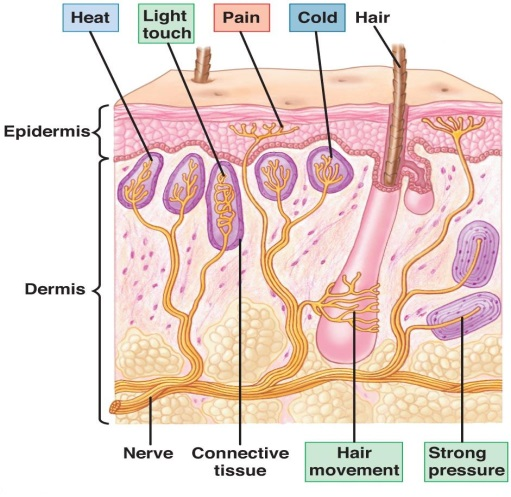 Heat
Light
touch
Pain
Cold
Hair
Epidermis
Dermis
Nerve
Connective
tissue
Hair
movement
Strong
pressure